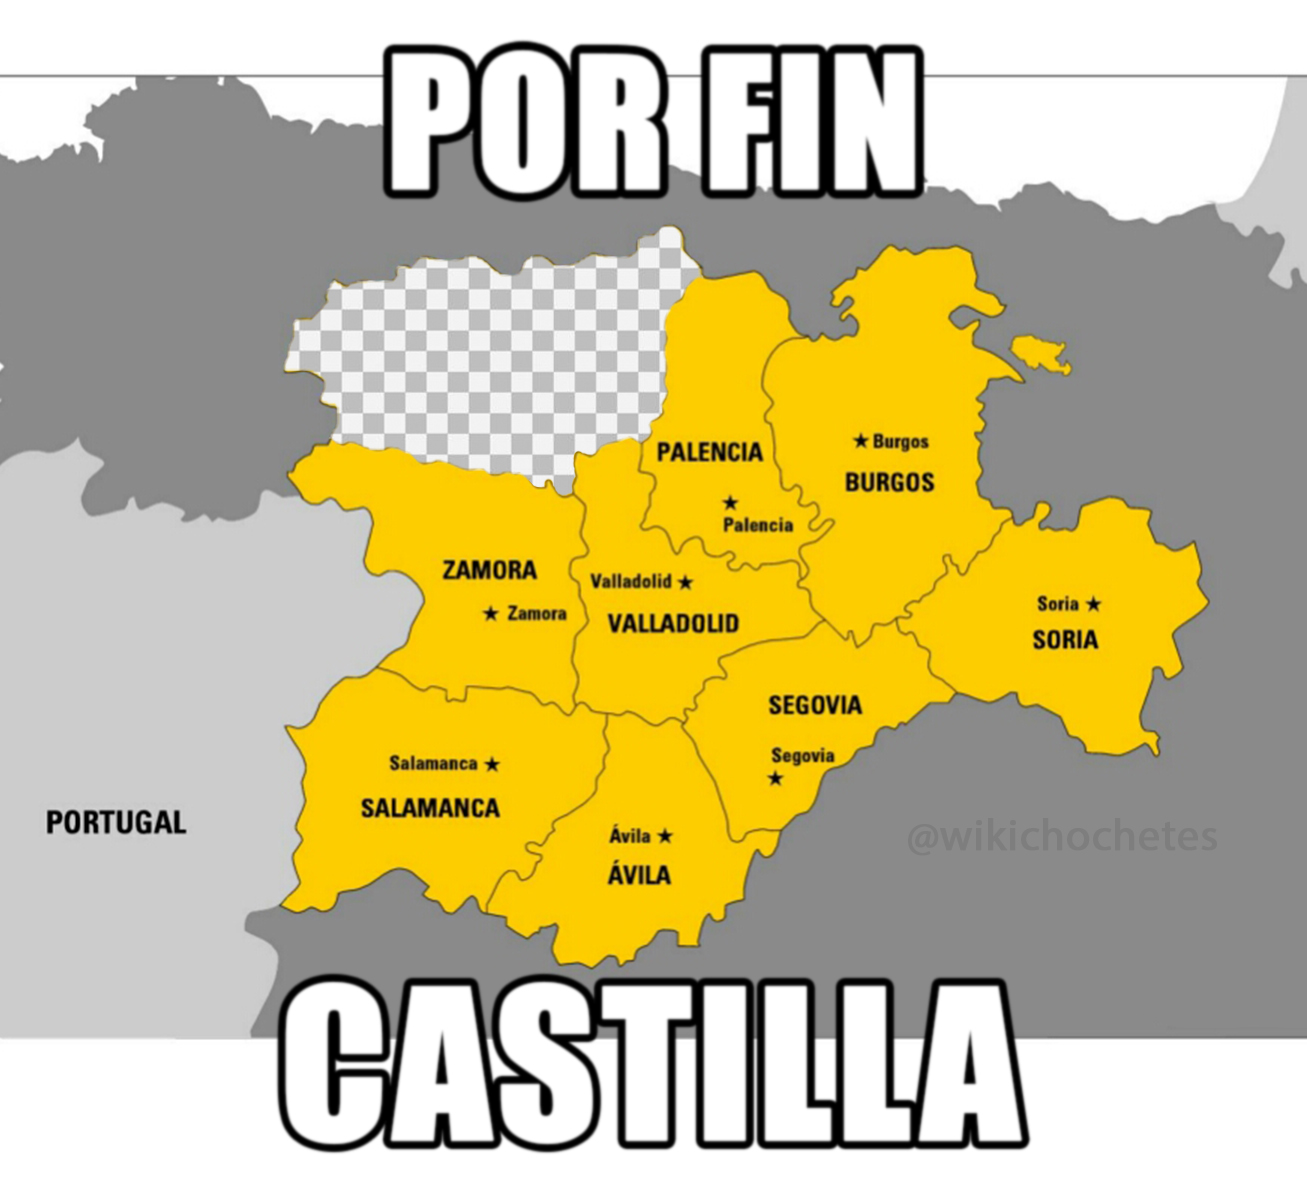 POR FIN
PALENCIA
★ Burgos
BURGOS
★
Palencia
ZAMORA
Valladolid ★
★ Zamora
VALLADOLID
Soria ★
SORIA
SEGOVIA
Segovia
★
Salamanca ★
SALAMANCA
PORTUGAL
Ávila ★
ÁVILA
@wikichochetes
CASTILLA